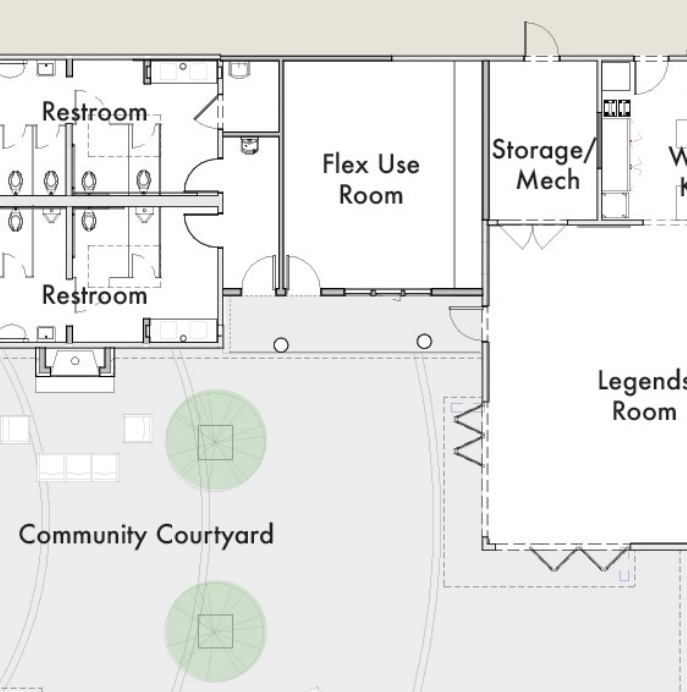 Restroom
Flex Use
Room
Storage/
Mech
Restroom
Legends
Room
Community Courtyard